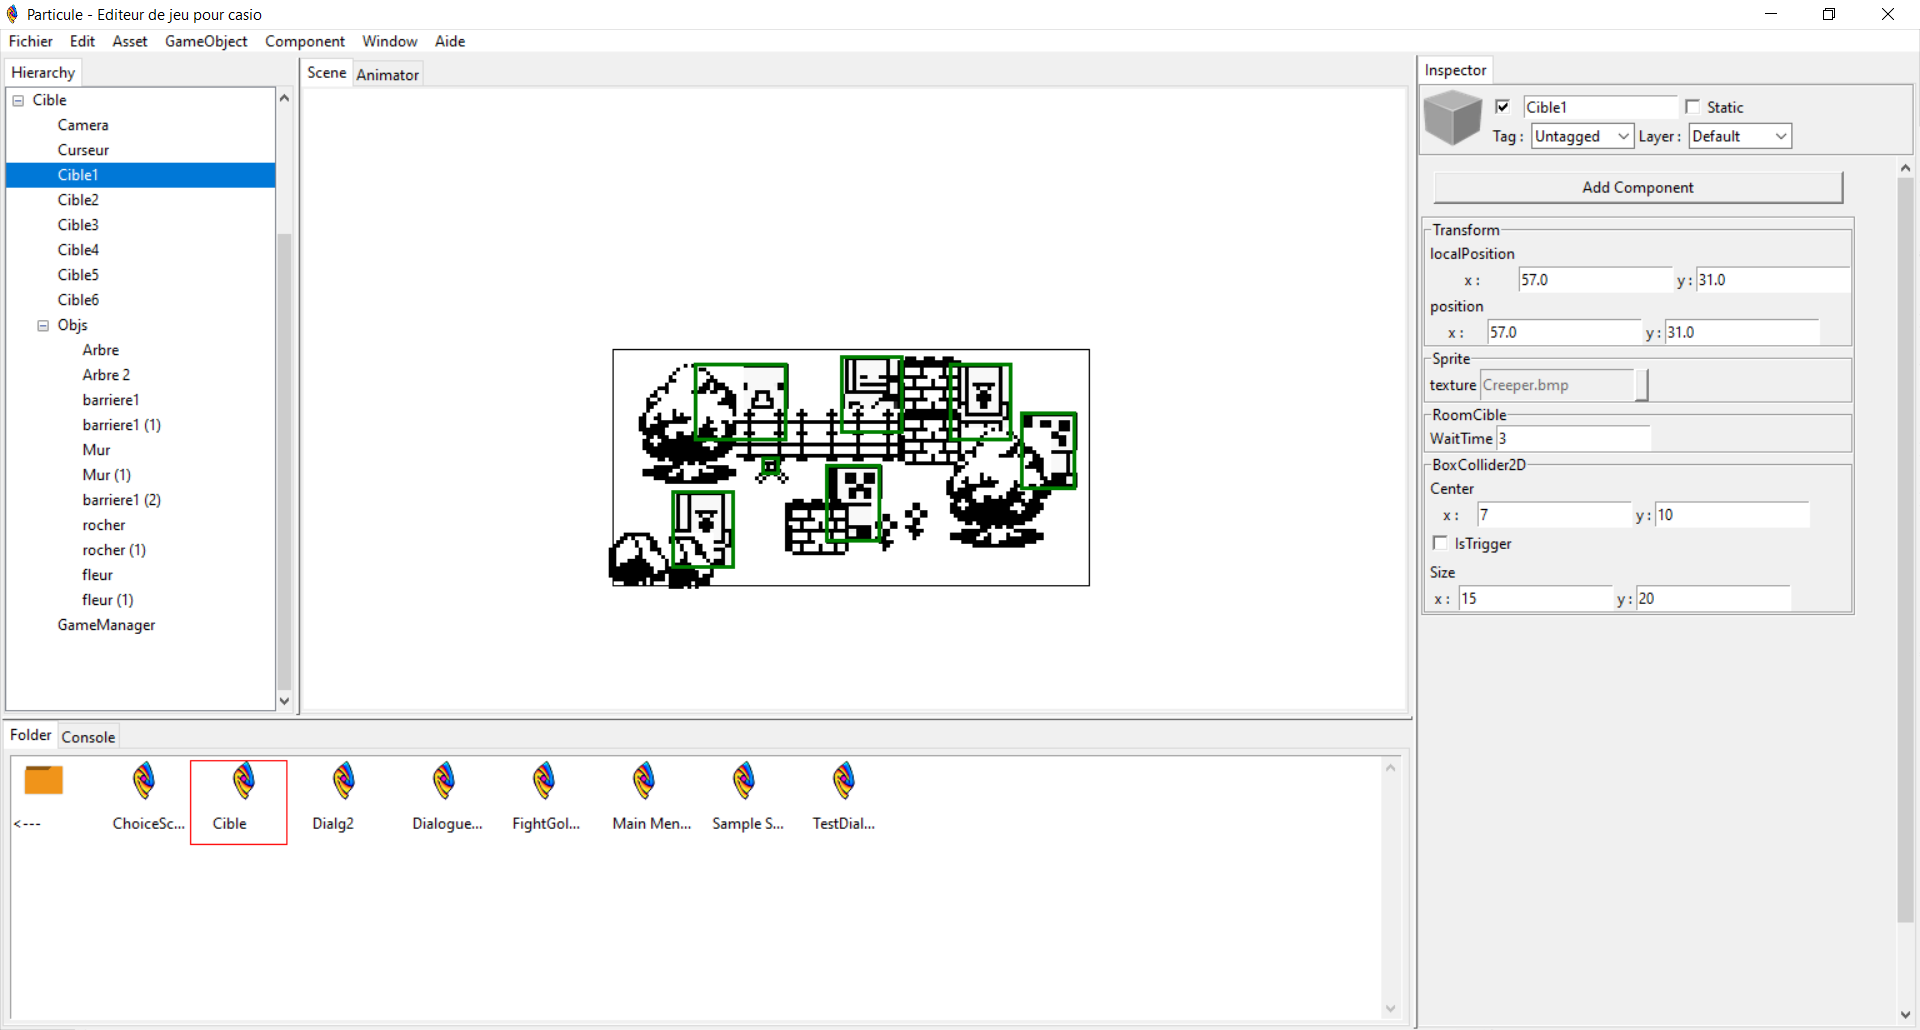 Particule - Editeur de jeu pour casio
Fichier Edit Asset GameObject Component Window Aide
Hierarchy
Cible
Camera
Curseur
Cible1
Cible2
Cible3
Cible4
Cible5
Cible6
Objs
Arbre
Arbre 2
barriere1
barriere1 (1)
Mur
Mur (1)
barriere1 (2)
rocher
rocher (1)
fleur
fleur (1)
GameManager
Scene Animator
Inspector
Cible1 Static
Tag : Untagged Layer : Default
Add Component
Transform
localPosition
x : 57.0 y : 31.0
position
x : 57.0 y : 31.0
Sprite
texture Creeper.bmp
RoomCible
WaitTime 3
BoxCollider2D
Center
x : 7 y : 10
IsTrigger
Size
x : 15 y : 20
Folder Console
<--- ChoiceSc... Cible Dialg2 Dialogue... FightGol... Main Men... Sample S... TestDial...